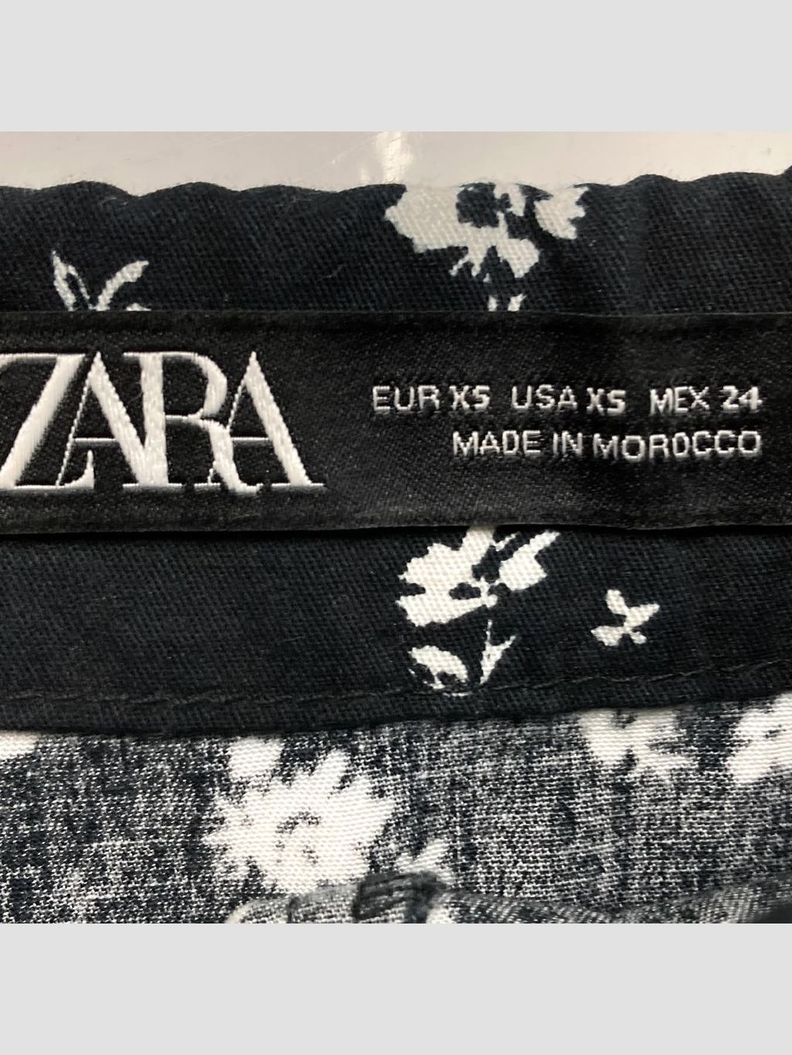 ZARA
EUR XS USA XS MEX 24
MADE IN MOROCCO